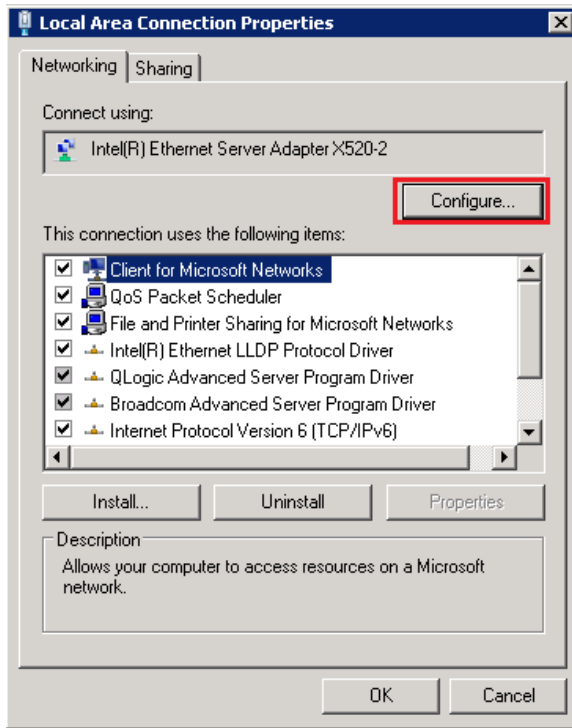 Local Area Connection Properties
Networking
Sharing
Connect using:
Intel(R) Ethernet Server Adapter X520-2
Configure...
This connection uses the following items:
Client for Microsoft Networks
QoS Packet Scheduler
File and Printer Sharing for Microsoft Networks
Intel(R) Ethernet LLDP Protocol Driver
QLogic Advanced Server Program Driver
Broadcom Advanced Server Program Driver
Internet Protocol Version 6 (TCP/IPv6)
Install...
Uninstall
Properties
Description
Allows your computer to access resources on a Microsoft
network.
OK
Cancel